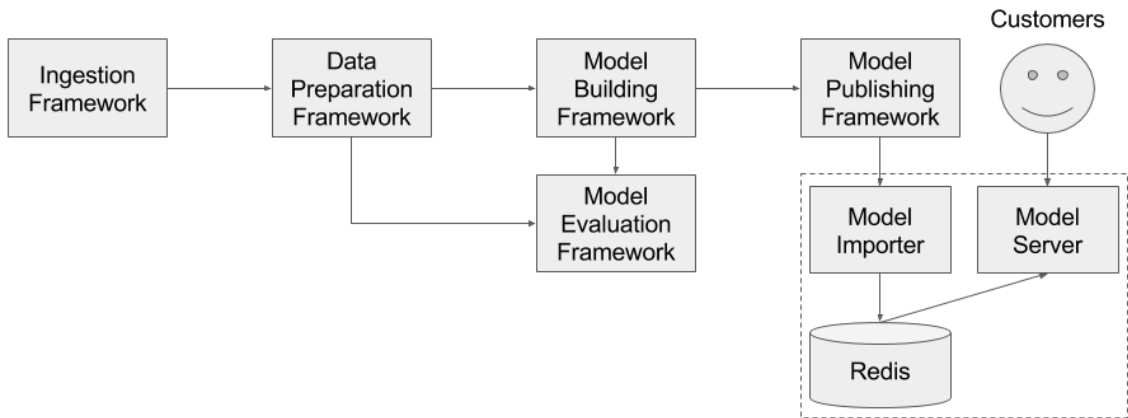 Customers
Ingestion
Framework
Data
Preparation
Framework
Model
Building
Framework
Model
Publishing
Framework
Model
Evaluation
Framework
Model
Importer
Model
Server
Redis